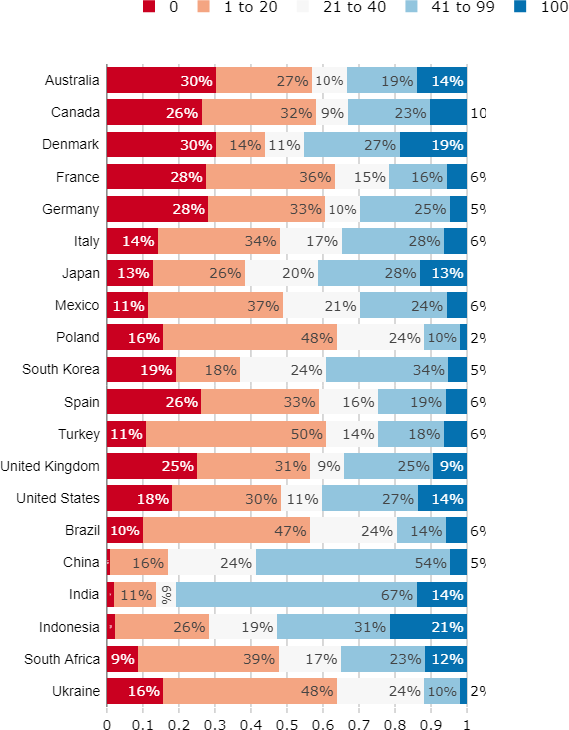 0 1 to 20 21 to 40 41 to 99 100
Australia 30% 27% 10% 19% 14%
Canada 26% 32% 9% 23% 10
Denmark 30% 14% 11% 27% 19%
France 28% 36% 15% 16% 6%
Germany 28% 33% 10% 25% 5%
Italy 14% 34% 17% 28% 6%
Japan 13% 26% 20% 28% 13%
Mexico 11% 37% 21% 24% 6%
Poland 16% 48% 24% 10% 2%
South Korea 19% 18% 24% 34% 5%
Spain 26% 33% 16% 19% 6%
Turkey 11% 50% 14% 18% 6%
United Kingdom 25% 31% 9% 25% 9%
United States 18% 30% 11% 27% 14%
Brazil 10% 47% 24% 14% 6%
China 16% 24% 54% 5%
India 11% 6% 67% 14%
Indonesia 26% 19% 31% 21%
South Africa 9% 39% 17% 23% 12%
Ukraine 16% 48% 24% 10% 2%
0 0.1 0.2 0.3 0.4 0.5 0.6 0.7 0.8 0.9 1